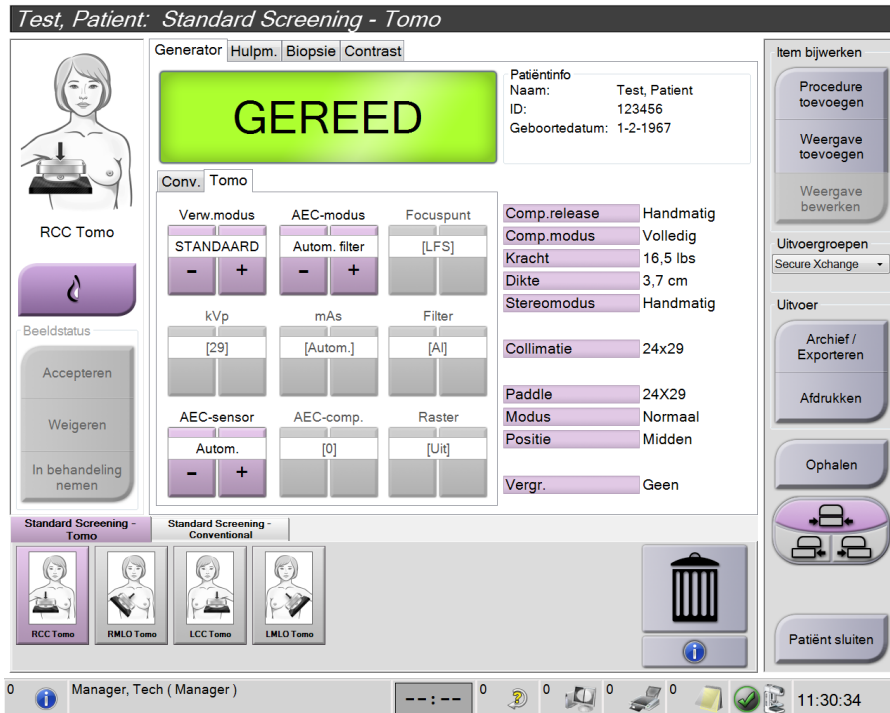 Test, Patient:  Standard Screening - Tomo
Generator Hulpm. Biopsie Contrast
GEREED
Patiëntinfo
Naam: Test, Patient
ID: 123456
Geboortedatum: 1-2-1967
RCC Tomo
Beeldstatus
Accepteren
Weigeren
In behandeling
nemen
Conv. Tomo
Verw.modus AEC-modus Focuspunt
STANDAARD Autom. filter [LFS]
- + - +
kVp mAs Filter
[29] [Autom.] [Al]
AEC-sensor AEC-comp. Raster
Autom. [0] [Uit]
- +
Comp.release Handmatig
Comp.modus Volledig
Kracht 16,5 lbs
Dikte 3,7 cm
Stereomodus Handmatig
Collimatie 24x29
Paddle 24X29
Modus Normaal
Positie Midden
Vergr. Geen
Item bijwerken
Procedure
toevoegen
Weergave
toevoegen
Weergave
bewerken
Uitvoergroepen
Secure Xchange
Uitvoer
Archief /
Exporteren
Afdrukken
Ophalen
Patiënt sluiten
Standard Screening -
Tomo
Standard Screening -
Conventional
RCC Tomo RMLO Tomo LCC Tomo LMLO Tomo
i
0 i Manager, Tech ( Manager ) --:-- 0 ? 0 0 0 11:30:34